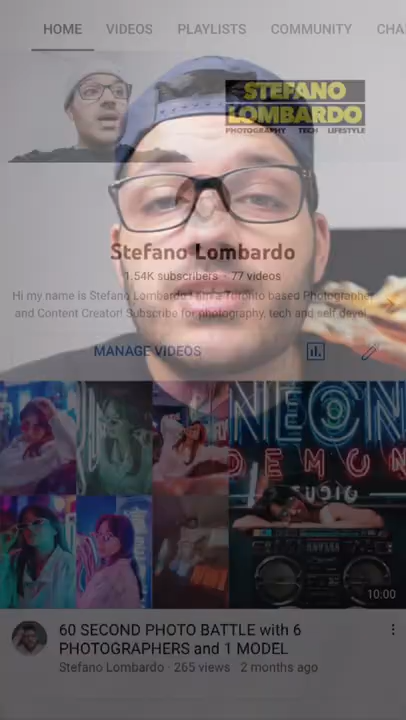 HOME VIDEOS PLAYLISTS COMMUNITY CHA
STEFANO
LOMBARDO
PHOTOGRAPHY TECH LIFESTYLE
Stefano Lombardo
1.54K subscribers · 77 videos
Hi my name is Stefano Lombardo I am a Toronto based Photographer
and Content Creator! Subscribe for photography, tech and self devel
MANAGE VIDEOS
NEON
DEMON
STUDIO
10:00
60 SECOND PHOTO BATTLE with 6
PHOTOGRAPHERS and 1 MODEL
Stefano Lombardo · 265 views · 2 months ago